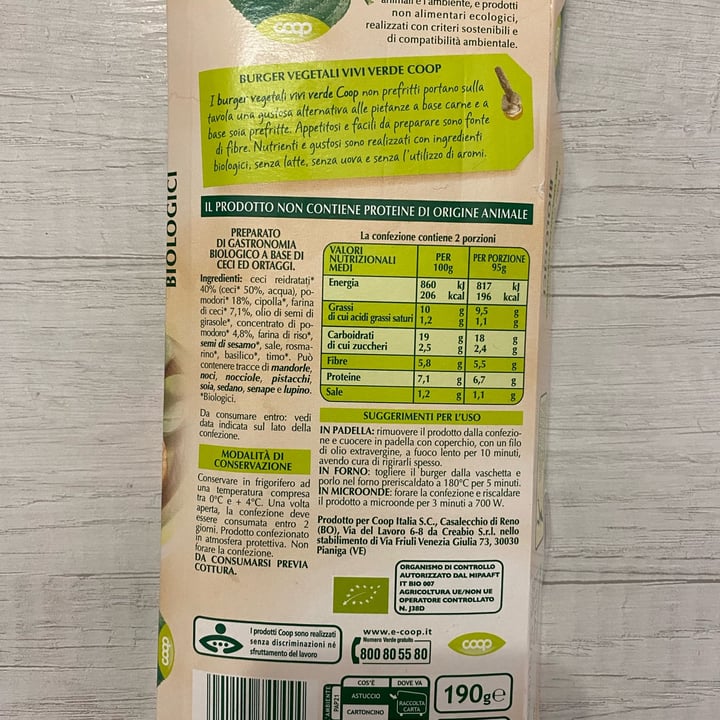 animali e l'ambiente, e prodotti
non alimentari ecologici,
realizzati con criteri sostenibili e
di compatibilità ambientale.
coop
BURGER VEGETALI VIVI VERDE COOP
I burger vegetali vivi verde Coop non prefritti portano sulla
tavola una gustosa alternativa alle pietanze a base carne e a
base soia prefritte. Appetitosi e facili da preparare sono fonte
di fibre. Nutrienti e gustosi sono realizzati con ingredienti
biologici, senza latte, senza uova e senza l'utilizzo di aromi.
BIOLOGICI
IL PRODOTTO NON CONTIENE PROTEINE DI ORIGINE ANIMALE
PREPARATO
DI GASTRONOMIA
BIOLOGICO A BASE DI
CECI ED ORTAGGI.
Ingredienti: ceci reidratati*
40% (ceci* 50%, acqua), po-
modori* 18%, cipolla*, farina
di ceci* 7,1%, olio di semi di
girasole*, concentrato di po-
modoro* 4,8%, farina di riso*,
semi di sesamo*, sale, rosma-
rino*, basilico*, timo*. Può
contenere tracce di mandorle,
noci, nocciole, pistacchi,
soia, sedano, senape e lupino.
*Biologici.
Da consumare entro: vedi
data indicata su lato della
confezione.
MODALITÀ DI
CONSERVAZIONE
Conservare in frigorifero ad
una temperatura compresa
tra 0°C e + 4°C. Una volta
aperta, la confezione deve
essere consumata entro 2
giorni. Prodotto confezionato
in atmosfera protettiva. Non
forare la confezione.
DA CONSUMARSI PREVIA
COTTURA.
La confezione contiene 2 porzioni
VALORI NUTRIZIONALI MEDI PER 100g PER PORZIONE 95g
Energia 860 kJ 817 kJ
206 kcal 196 kcal
Grassi 10 g 9,5 g
di cui acidi grassi saturi 1,2 g 1,1 g
Carboidrati 19 g 18 g
di cui zuccheri 2,5 g 2,4 g
Fibre 5,8 g 5,5 g
Proteine 7,1 g 6,7 g
Sale 1,2 g 1,1 g
SUGGERIMENTI PER L'USO
IN PADELLA: rimuovere il prodotto dalla confezio-
ne e cuocere in padella con coperchio, con un filo
di olio extravergine, a fuoco lento per 10 minuti,
avendo cura di rigirarli spesso.
IN FORNO: togliere il burger dalla vaschetta e
porlo nel forno preriscaldato a 180°C per 5 minuti.
IN MICROONDE: forare la confezione e riscaldare
il prodotto a microonde per 3 minuti a 700 W.
Prodotto per Coop Italia S.C., Casalecchio di Reno
(BO), Via del Lavoro 6-8 da Creabio S.r.l. nello
stabilimento di Via Friuli Venezia Giulia 73, 30030
Pianiga (VE)
ORGANISMO DI CONTROLLO
AUTORIZZATO DAL MIPAAFT
IT BIO 007
AGRICOLTURA UE/NON UE
OPERATORE CONTROLLATO
N. J38D
I prodotti Coop sono realizzati
senza discriminazioni né
sfruttamento del lavoro
www.e-coop.it
Numero Verde gratuito
800 80 55 80
coop
coop
AMBIENTE
PAP21
COS'È
DOVE VA
ASTUCCIO
CARTONCINO
RACCOLTA
CARTA
190g e